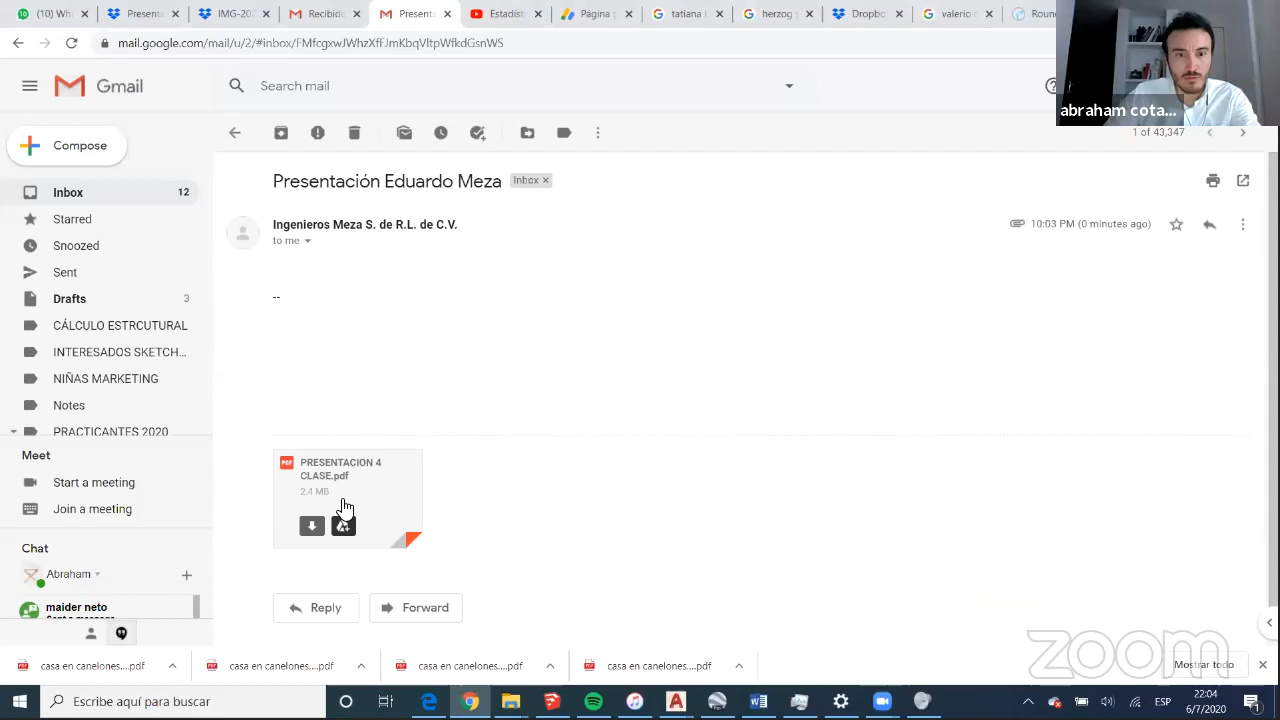 (10) W
Presenta
IMG-202
Present
Estadíst
Página p
tatiana
herzog
Dropbo
valerio c
Roun
mail.google.com/mail/u/2/#inbox/FMfcgxwJWhzXfFJmKbqVltpWfkdGsnWS
Gmail
Search mail
abraham cota...
Compose
1 of 43,347
Inbox 12
Presentación Eduardo Meza Inbox x
Starred
Ingenieros Meza S. de R.L. de C.V.
10:03 PM (0 minutes ago)
to me
Snoozed
Sent
Drafts 3
--
CÁLCULO ESTRCUTURAL
INTERESADOS SKETCH...
NIÑAS MARKETING
Notes
PRACTICANTES 2020
Meet
PDF PRESENTACION 4
CLASE.pdf
2.4 MB
Start a meeting
Join a meeting
Chat
Abraham
maider neto
Reply
Forward
zoom
casa en canelones....pdf
casa en canelones....pdf
casa en canelones....pdf
casa en canelones....pdf
Mostrar todo
Escribe aquí para buscar
ESP
22:04
6/7/2020